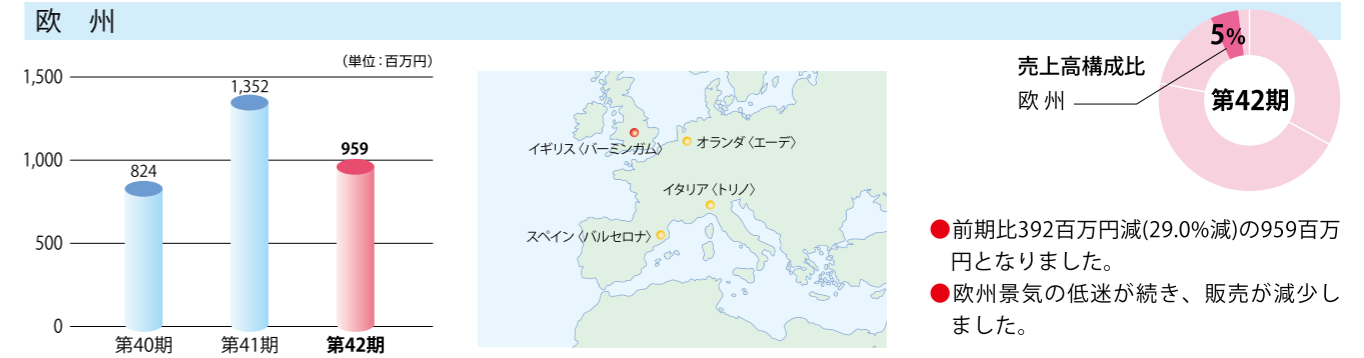 欧 州
（単位：百万円）
1,500
1,000
500
0
824
1,352
959
第40期
第41期
第42期
イギリス〈バーミンガム〉
オランダ〈エーデ〉
イタリア〈トリノ〉
スペイン〈バルセロナ〉
売上高構成比
欧 州
5%
第42期
●前期比392百万円減(29.0%減)の959百万
円となりました。
●欧州景気の低迷が続き、販売が減少し
ました。